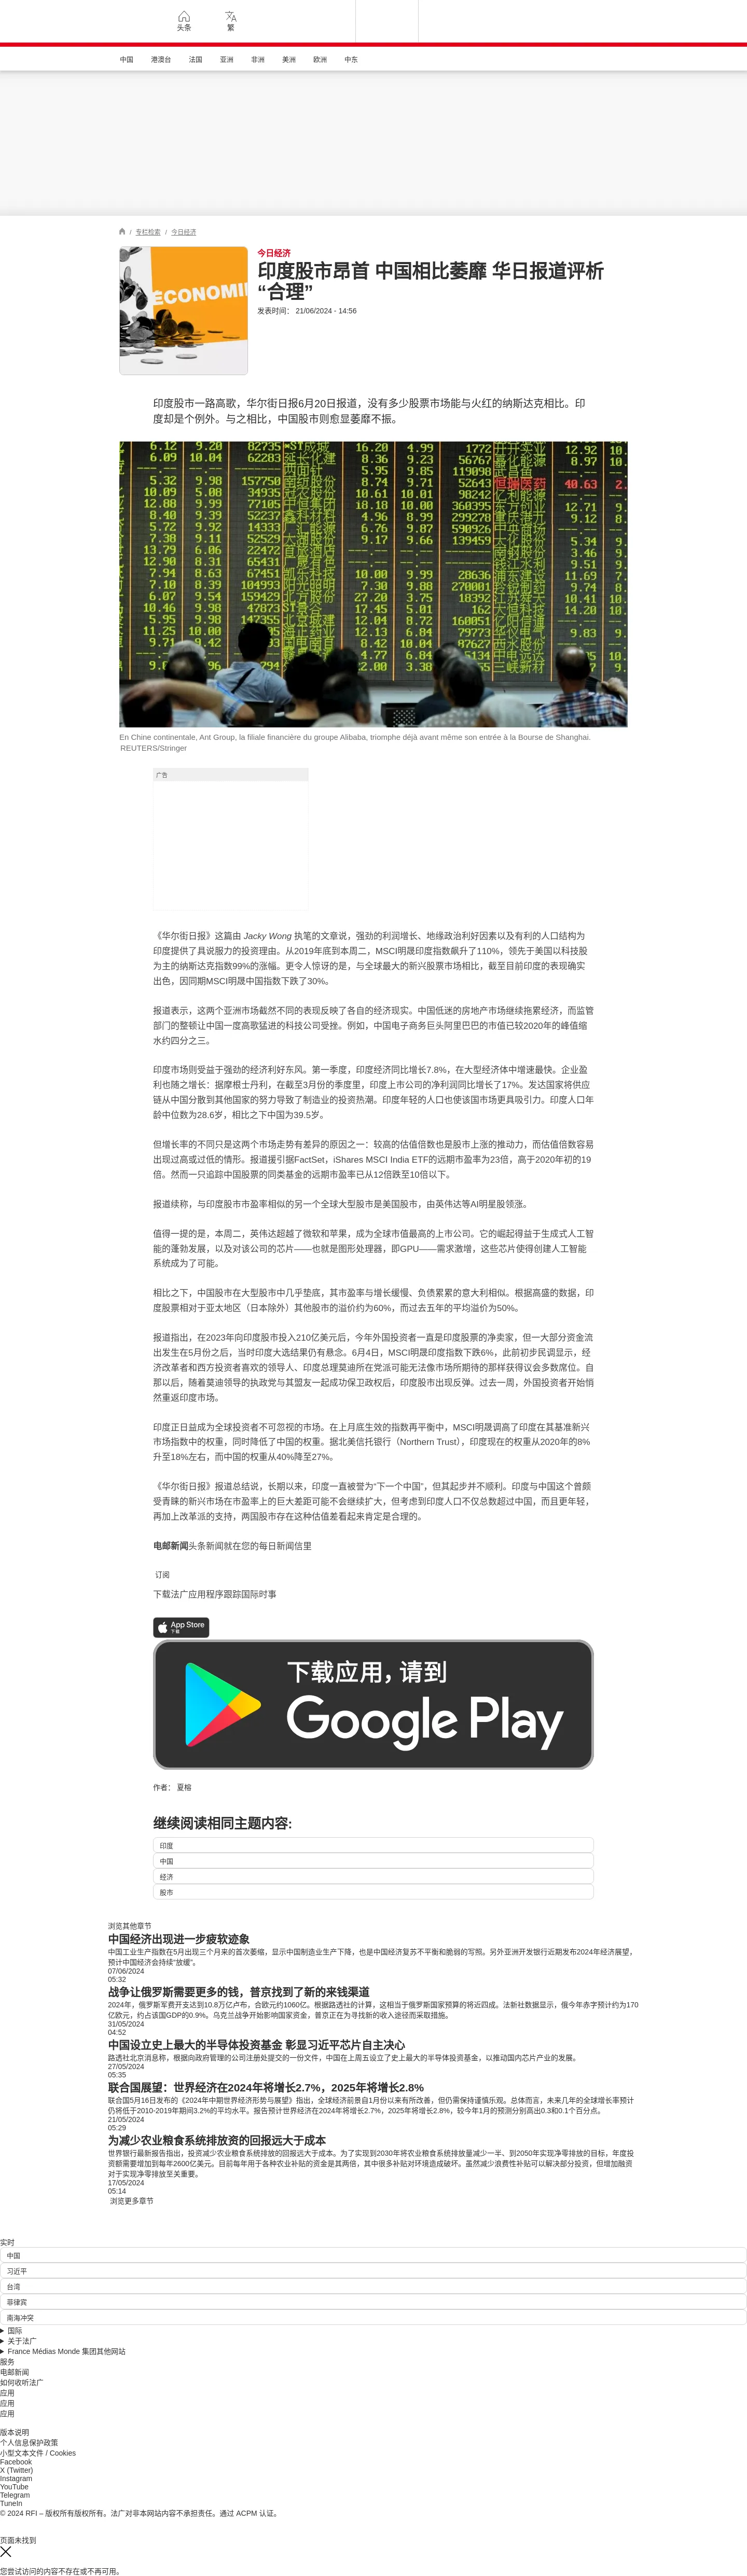 头条
繁
中国
港澳台
法国
亚洲
非洲
美洲
欧洲
中东
/ 专栏检索 / 今日经济
ECONOMI
今日经济
印度股市昂首 中国相比萎靡 华日报道评析
“合理”
发表时间： 21/06/2024 - 14:56
印度股市一路高歌，华尔街日报6月20日报道，没有多少股票市场能与火红的纳斯达克相比。印
度却是个例外。与之相比，中国股市则愈显萎靡不振。
En Chine continentale, Ant Group, la filiale financière du groupe Alibaba, triomphe déjà avant même son entrée à la Bourse de Shanghai.
REUTERS/Stringer
广告
《华尔街日报》这篇由 Jacky Wong 执笔的文章说，强劲的利润增长、地缘政治利好因素以及有利的人口结构为
印度提供了具说服力的投资理由。从2019年底到本周二，MSCI明晟印度指数飙升了110%，领先于美国以科技股
为主的纳斯达克指数99%的涨幅。更令人惊讶的是，与全球最大的新兴股票市场相比，截至目前印度的表现确实
出色，因同期MSCI明晟中国指数下跌了30%。
报道表示，这两个亚洲市场截然不同的表现反映了各自的经济现实。中国低迷的房地产市场继续拖累经济，而监管
部门的整顿让中国一度高歌猛进的科技公司受挫。例如，中国电子商务巨头阿里巴巴的市值已较2020年的峰值缩
水约四分之三。
印度市场则受益于强劲的经济利好东风。第一季度，印度经济同比增长7.8%，在大型经济体中增速最快。企业盈
利也随之增长：据摩根士丹利，在截至3月份的季度里，印度上市公司的净利润同比增长了17%。发达国家将供应
链从中国分散到其他国家的努力导致了制造业的投资热潮。印度年轻的人口也使该国市场更具吸引力。印度人口年
龄中位数为28.6岁，相比之下中国为39.5岁。
但增长率的不同只是这两个市场走势有差异的原因之一：较高的估值倍数也是股市上涨的推动力，而估值倍数容易
出现过高或过低的情形。报道援引据FactSet，iShares MSCI India ETF的远期市盈率为23倍，高于2020年初的19
倍。然而一只追踪中国股票的同类基金的远期市盈率已从12倍跌至10倍以下。
报道续称，与印度股市市盈率相似的另一个全球大型股市是美国股市，由英伟达等AI明星股领涨。
值得一提的是，本周二，英伟达超越了微软和苹果，成为全球市值最高的上市公司。它的崛起得益于生成式人工智
能的蓬勃发展，以及对该公司的芯片——也就是图形处理器，即GPU——需求激增，这些芯片使得创建人工智能
系统成为了可能。
相比之下，中国股市在大型股市中几乎垫底，其市盈率与增长缓慢、负债累累的意大利相似。根据高盛的数据，印
度股票相对于亚太地区（日本除外）其他股市的溢价约为60%，而过去五年的平均溢价为50%。
报道指出，在2023年向印度股市投入210亿美元后，今年外国投资者一直是印度股票的净卖家，但一大部分资金流
出发生在5月份之后，当时印度大选结果仍有悬念。6月4日，MSCI明晟印度指数下跌6%，此前初步民调显示，经
济改革者和西方投资者喜欢的领导人、印度总理莫迪所在党派可能无法像市场所期待的那样获得议会多数席位。自
那以后，随着莫迪领导的执政党与其盟友一起成功保卫政权后，印度股市出现反弹。过去一周，外国投资者开始悄
然重返印度市场。
印度正日益成为全球投资者不可忽视的市场。在上月底生效的指数再平衡中，MSCI明晟调高了印度在其基准新兴
市场指数中的权重，同时降低了中国的权重。据北美信托银行（Northern Trust），印度现在的权重从2020年的8%
升至18%左右，而中国的权重从40%降至27%。
《华尔街日报》报道总结说，长期以来，印度一直被誉为“下一个中国”，但其起步并不顺利。印度与中国这个曾颇
受青睐的新兴市场在市盈率上的巨大差距可能不会继续扩大，但考虑到印度人口不仅总数超过中国，而且更年轻，
再加上改革派的支持，两国股市存在这种估值差看起来肯定是合理的。
电邮新闻头条新闻就在您的每日新闻信里
订阅
下载法广应用程序跟踪国际时事
App Store
下载
下载应用，请到
Google Play
作者： 夏榕
继续阅读相同主题内容:
印度
中国
经济
股市
浏览其他章节
中国经济出现进一步疲软迹象
中国工业生产指数在5月出现三个月来的首次萎缩，显示中国制造业生产下降，也是中国经济复苏不平衡和脆弱的写照。另外亚洲开发银行近期发布2024年经济展望，
预计中国经济会持续“放缓”。
07/06/2024
05:32
战争让俄罗斯需要更多的钱，普京找到了新的来钱渠道
2024年，俄罗斯军费开支达到10.8万亿卢布，合欧元约1060亿。根据路透社的计算，这相当于俄罗斯国家预算的将近四成。法新社数据显示，俄今年赤字预计约为170
亿欧元，约占该国GDP的0.9%。乌克兰战争开始影响国家资金，普京正在为寻找新的收入途径而采取措施。
31/05/2024
04:52
中国设立史上最大的半导体投资基金 彰显习近平芯片自主决心
路透社北京消息称，根据向政府管理的公司注册处提交的一份文件，中国在上周五设立了史上最大的半导体投资基金，以推动国内芯片产业的发展。
27/05/2024
05:35
联合国展望：世界经济在2024年将增长2.7%，2025年将增长2.8%
联合国5月16日发布的《2024年中期世界经济形势与展望》指出，全球经济前景自1月份以来有所改善，但仍需保持谨慎乐观。总体而言，未来几年的全球增长率预计
仍将低于2010-2019年期间3.2%的平均水平。报告预计世界经济在2024年将增长2.7%，2025年将增长2.8%，较今年1月的预测分别高出0.3和0.1个百分点。
21/05/2024
05:29
为减少农业粮食系统排放资的回报远大于成本
世界银行最新报告指出，投资减少农业粮食系统排放的回报远大于成本。为了实现到2030年将农业粮食系统排放量减少一半、到2050年实现净零排放的目标，年度投
资额需要增加到每年2600亿美元。目前每年用于各种农业补贴的资金是其两倍，其中很多补贴对环境造成破坏。虽然减少浪费性补贴可以解决部分投资，但增加融资
对于实现净零排放至关重要。
17/05/2024
05:14
浏览更多章节
实时
中国
习近平
台湾
菲律宾
南海冲突
国际
关于法广
France Médias Monde 集团其他网站
服务
电邮新闻
如何收听法广
应用
应用
应用
版本说明
个人信息保护政策
小型文本文件 / Cookies
Facebook
X (Twitter)
Instagram
YouTube
Telegram
TuneIn
© 2024 RFI – 版权所有版权所有。法广对非本网站内容不承担责任。通过 ACPM 认证。
页面未找到
您尝试访问的内容不存在或不再可用。